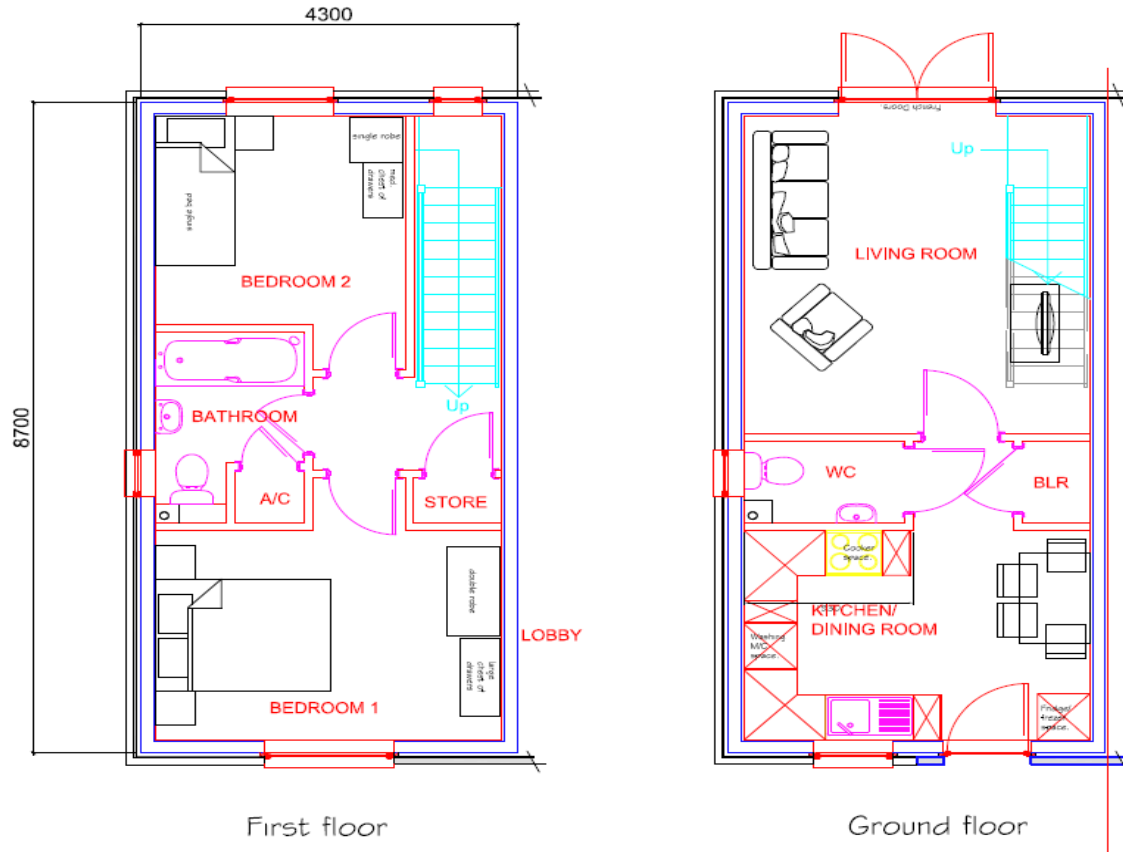 4300
8700
single robe
med
chest of
drawers
single bed
BEDROOM 2
BATHROOM
Up
A/C
STORE
double robe
large
chest of
drawers
LOBBY
BEDROOM 1
First floor
French Doors.
Up
LIVING ROOM
WC
BLR
Cooker
space.
KITCHEN/
DINING ROOM
Washing
M/C
space.
Fridge/
freezer
space.
Ground floor